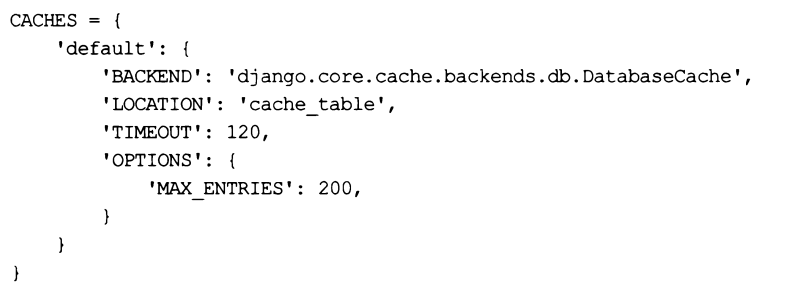 CACHES = {
    'default': {
        'BACKEND': 'django.core.cache.backends.db.DatabaseCache',
        'LOCATION': 'cache_table',
        'TIMEOUT': 120,
        'OPTIONS': {
            'MAX_ENTRIES': 200,
        }
    }
}